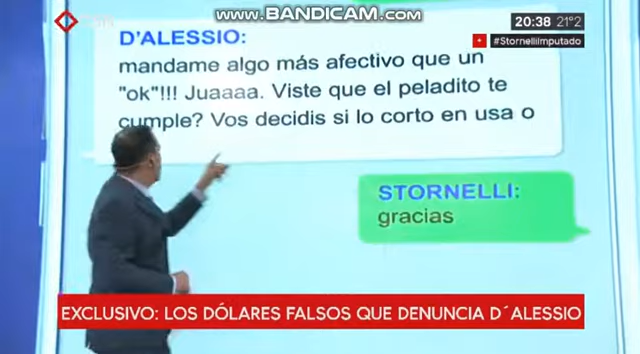 www.BANDICAM.com
20:38 21°2
#StornelliImputado
D'ALESSIO:
mandame algo más afectivo que un
"ok"!!! Juaaaa. Viste que el peladito te
cumple? Vos decidis si lo corto en usa o
STORNELLI:
gracias
EXCLUSIVO: LOS DÓLARES FALSOS QUE DENUNCIA D´ALESSIO